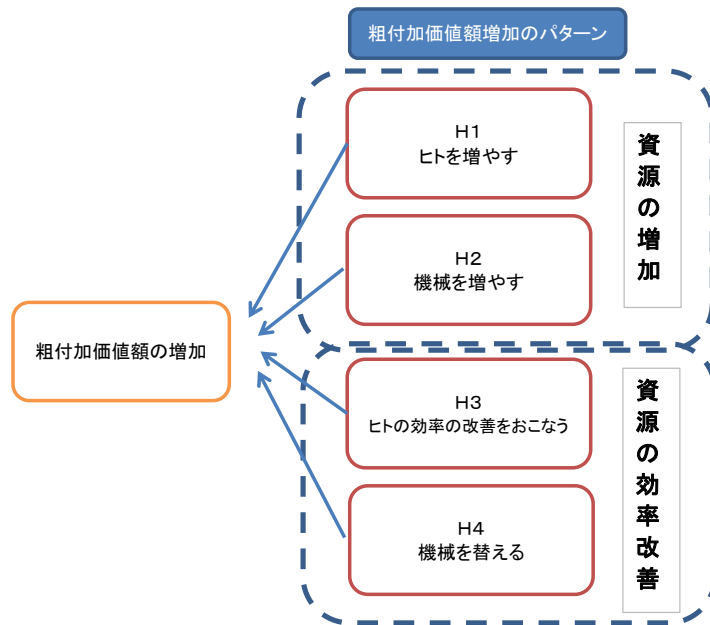 粗付加価値額増加のパターン
H1
ヒトを増やす
H2
機械を増やす
資源の増加
粗付加価値額の増加
H3
ヒトの効率の改善をおこなう
H4
機械を替える
資源の効率改善